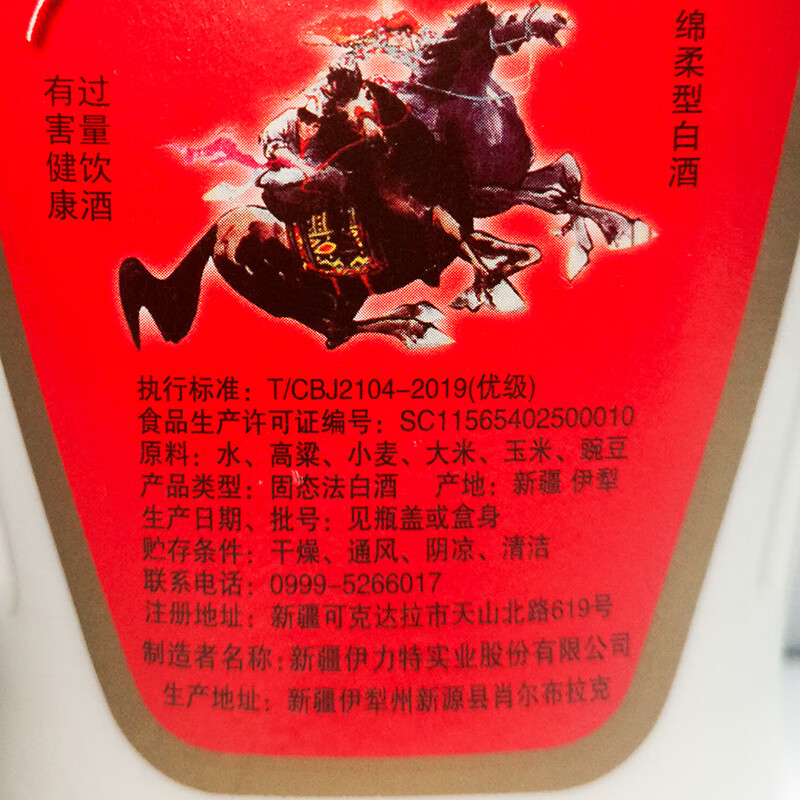 绵柔型白酒
过量饮酒
有害健康
执行标准：T/CBJ2104-2019(优级)
食品生产许可证编号：SC11565402500010
原料：水、高粱、小麦、大米、玉米、豌豆
产品类型：固态法白酒 产地：新疆 伊犁
生产日期、批号：见瓶盖或盒身
贮存条件：干燥、通风、阴凉、清洁
联系电话：0999-5266017
注册地址：新疆可克达拉市天山北路619号
制造者名称：新疆伊力特实业股份有限公司
生产地址：新疆伊犁州新源县肖尔布拉克